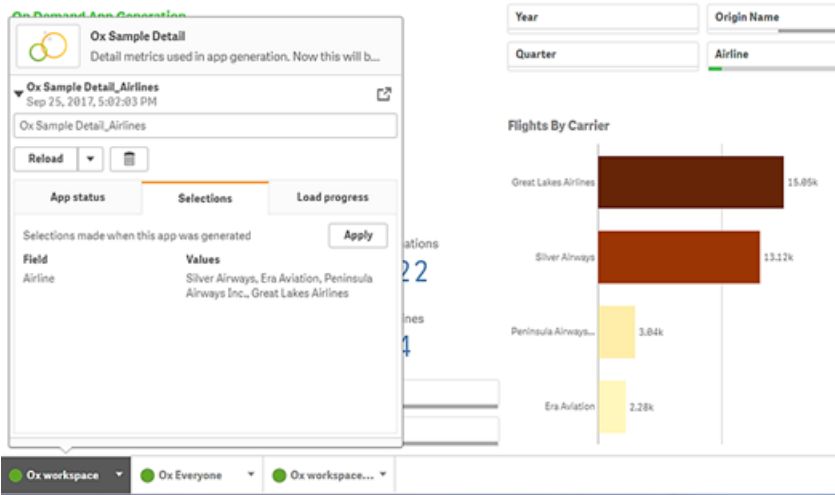 On Demand App Generation
Ox Sample Detail
Detail metrics used in app generation. Now this will b...
Ox Sample Detail_Airlines
Sep 25, 2017, 5:02:03 PM
Ox Sample Detail_Airlines
Reload
App status
Selections
Load progress
Selections made when this app was generated
Apply
Field
Values
Airline
Silver Airways, Era Aviation, Peninsula
Airways Inc., Great Lakes Airlines
ations
22
ines
4
Year
Origin Name
Quarter
Airline
Flights By Carrier
Great Lakes Airlines
15.05k
Silver Airways
13.12k
Peninsula Airways...
3.04k
Era Aviation
2.28k
Ox workspace
Ox Everyone
Ox workspace...